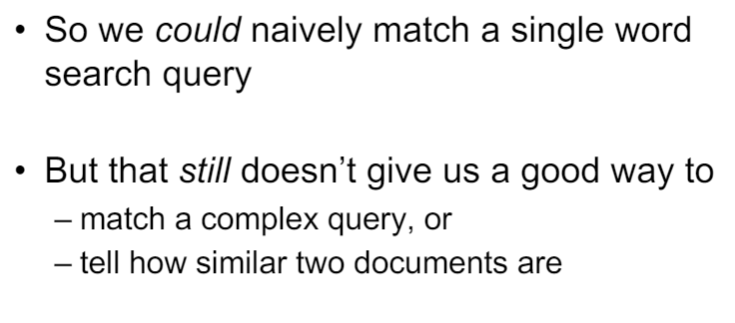 • So we could naively match a single word
search query
• But that still doesn’t give us a good way to
– match a complex query, or
– tell how similar two documents are